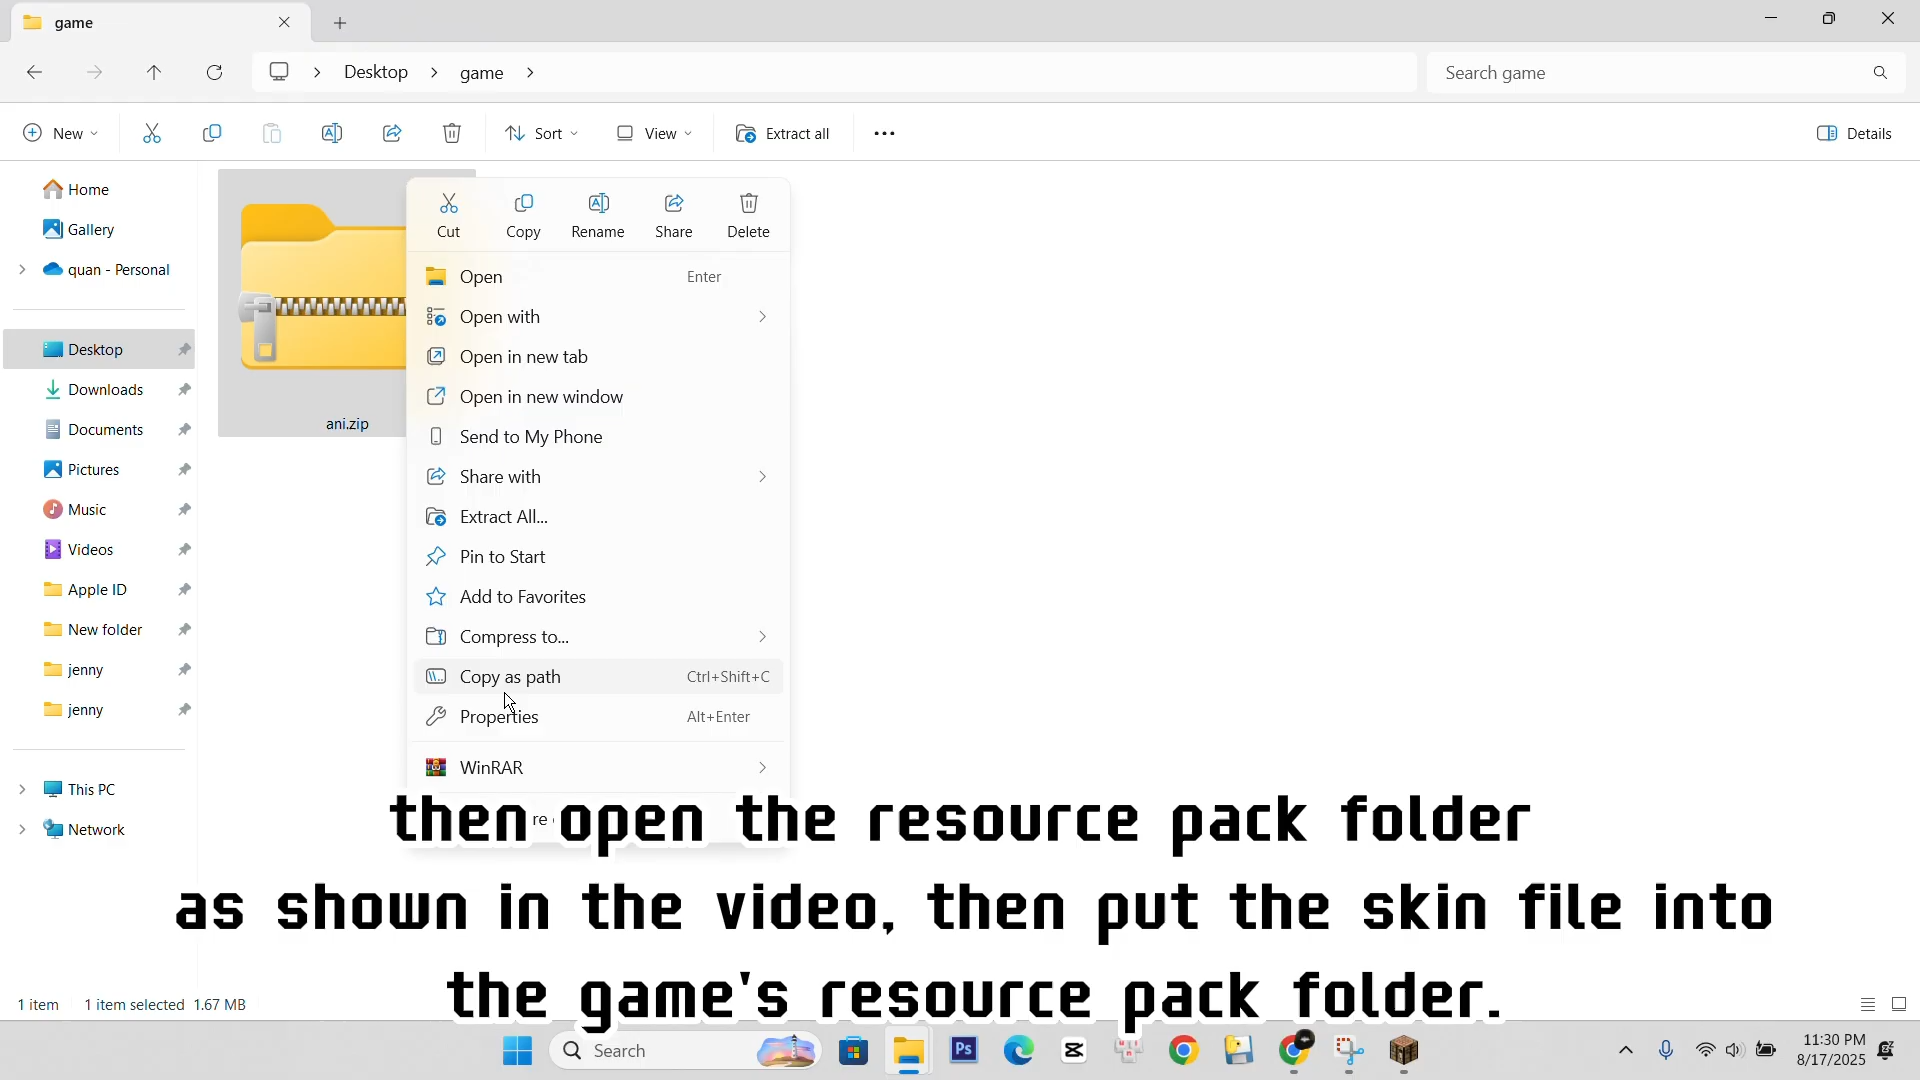 game
Desktop
game
Search game
New
Sort
View
Extract all
Details
Home
Gallery
quan - Personal
Desktop
Downloads
Documents
Pictures
Music
Videos
Apple ID
New folder
jenny
jenny
This PC
Network
ani.zip
Cut
Copy
Rename
Share
Delete
Open Enter
Open with
Open in new tab
Open in new window
Send to My Phone
Share with
Extract All...
Pin to Start
Add to Favorites
Compress to...
Copy as path Ctrl+Shift+C
Properties Alt+Enter
WinRAR
then open the resource pack folder
as shown in the video, then put the skin file into
the game's resource pack folder.
1 item 1 item selected 1.67 MB
Search
Ps
11:30 PM
8/17/2025